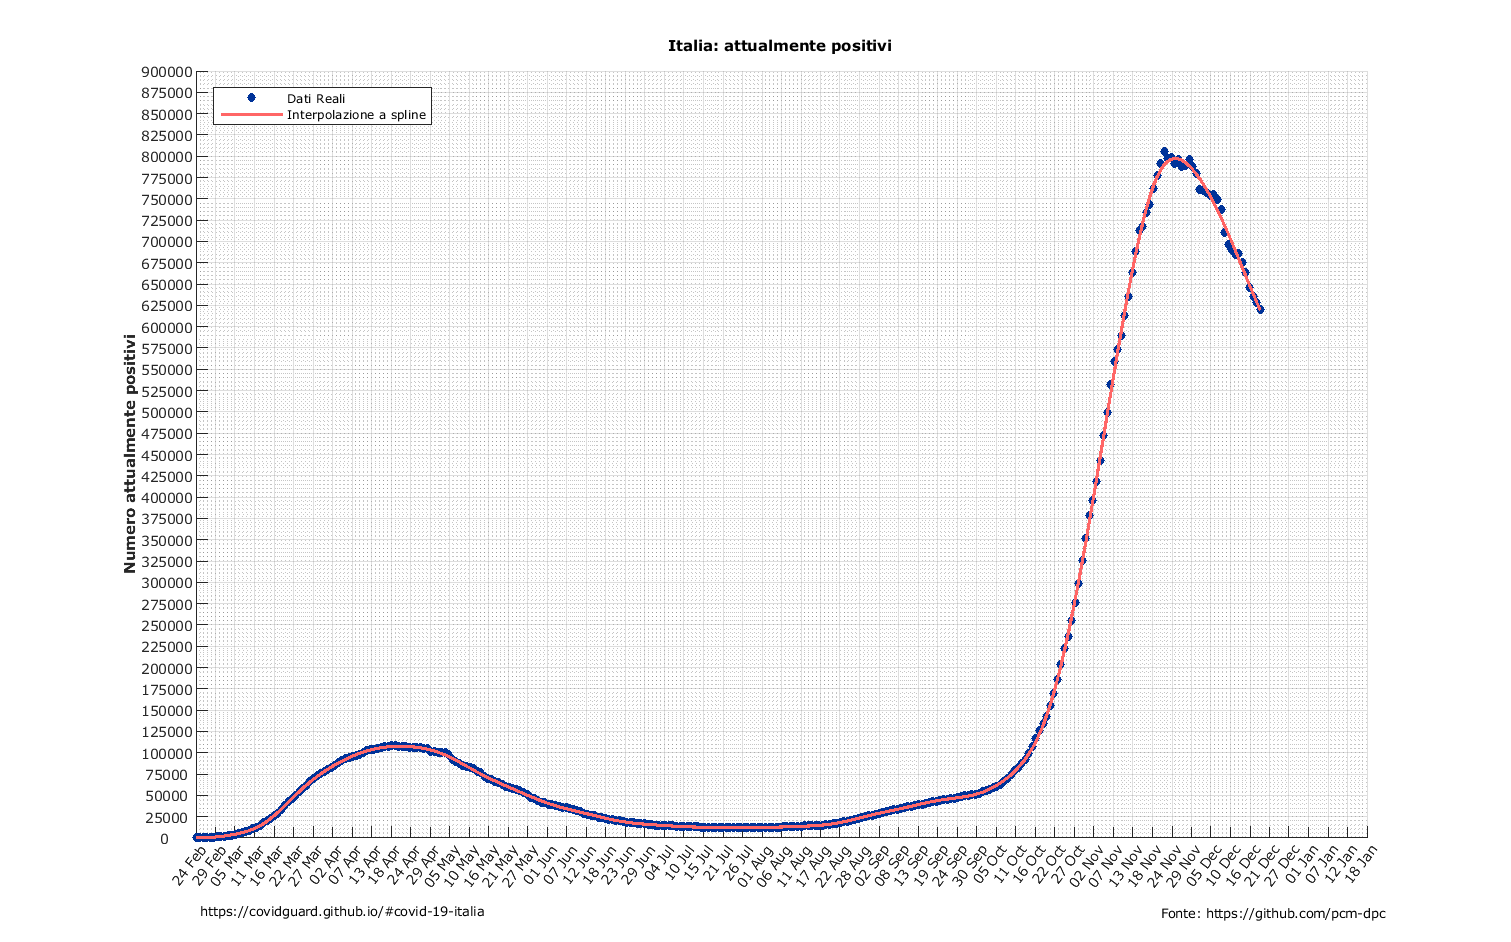 Italia: attualmente positivi
Dati Reali
Interpolazione a spline
Numero attualmente positivi
900000
875000
850000
825000
800000
775000
750000
725000
700000
675000
650000
625000
600000
575000
550000
525000
500000
475000
450000
425000
400000
375000
350000
325000
300000
275000
250000
225000
200000
175000
150000
125000
100000
75000
50000
25000
0
24 Feb
29 Feb
05 Mar
11 Mar
16 Mar
22 Mar
27 Mar
02 Apr
07 Apr
13 Apr
18 Apr
24 Apr
29 Apr
05 May
10 May
16 May
21 May
27 May
01 Jun
07 Jun
12 Jun
18 Jun
23 Jun
29 Jun
04 Jul
10 Jul
15 Jul
21 Jul
26 Jul
01 Aug
06 Aug
11 Aug
17 Aug
22 Aug
28 Aug
02 Sep
08 Sep
13 Sep
19 Sep
24 Sep
30 Sep
05 Oct
11 Oct
16 Oct
22 Oct
27 Oct
02 Nov
07 Nov
13 Nov
18 Nov
24 Nov
29 Nov
05 Dec
10 Dec
16 Dec
21 Dec
27 Dec
01 Jan
07 Jan
12 Jan
18 Jan
https://covidguard.github.io/#covid-19-italia
Fonte: https://github.com/pcm-dpc